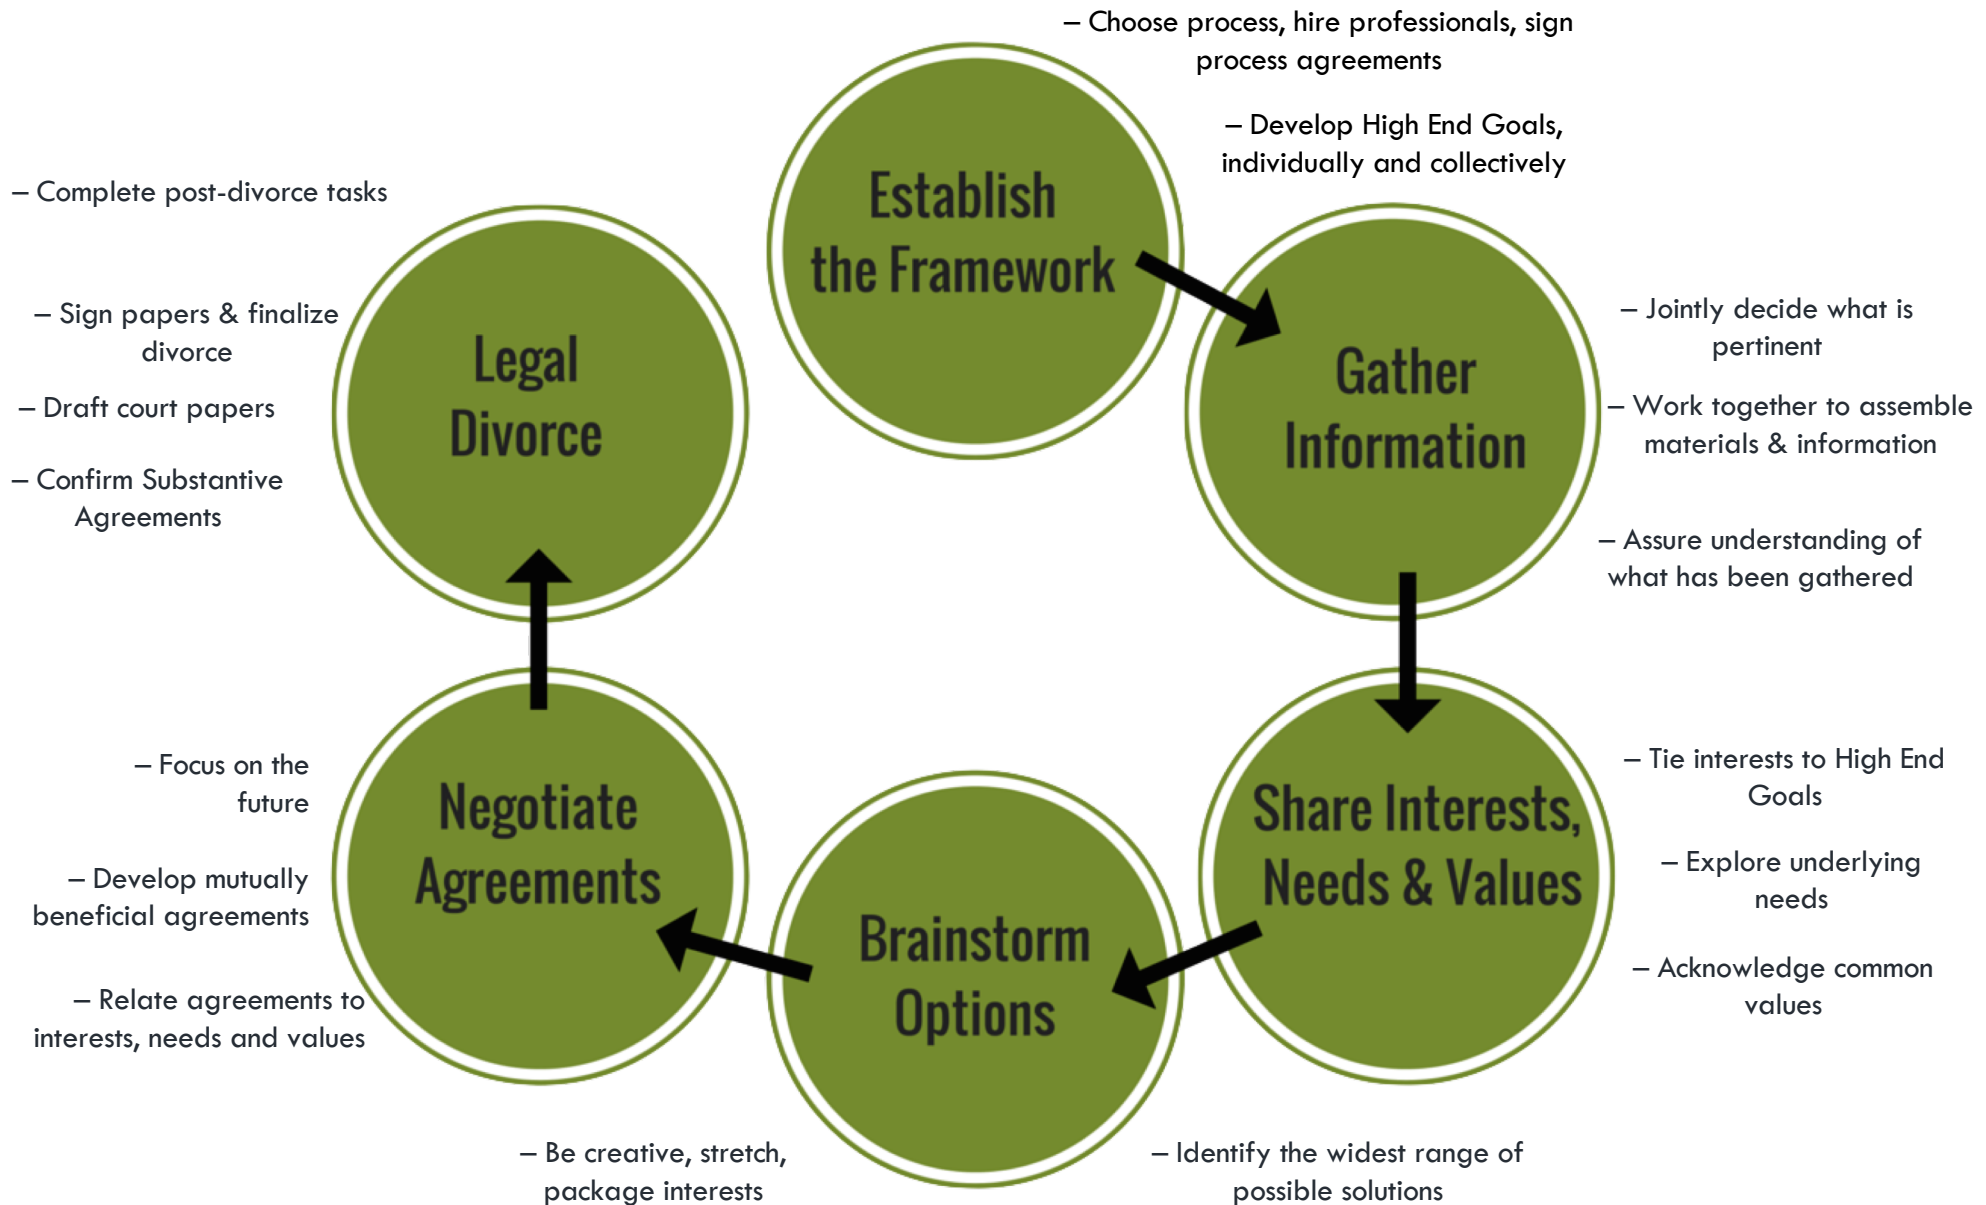 – Choose process, hire professionals, sign
process agreements
– Develop High End Goals,
individually and collectively
Establish
the Framework
Gather
Information
– Jointly decide what is
pertinent
– Work together to assemble
materials & information
– Assure understanding of
what has been gathered
Share Interests,
Needs & Values
– Tie interests to High End
Goals
– Explore underlying
needs
– Acknowledge common
values
Brainstorm
Options
– Identify the widest range of
possible solutions
– Be creative, stretch,
package interests
Negotiate
Agreements
– Focus on the
future
– Develop mutually
beneficial agreements
– Relate agreements to
interests, needs and values
Legal
Divorce
– Complete post-divorce tasks
– Sign papers & finalize
divorce
– Draft court papers
– Confirm Substantive
Agreements